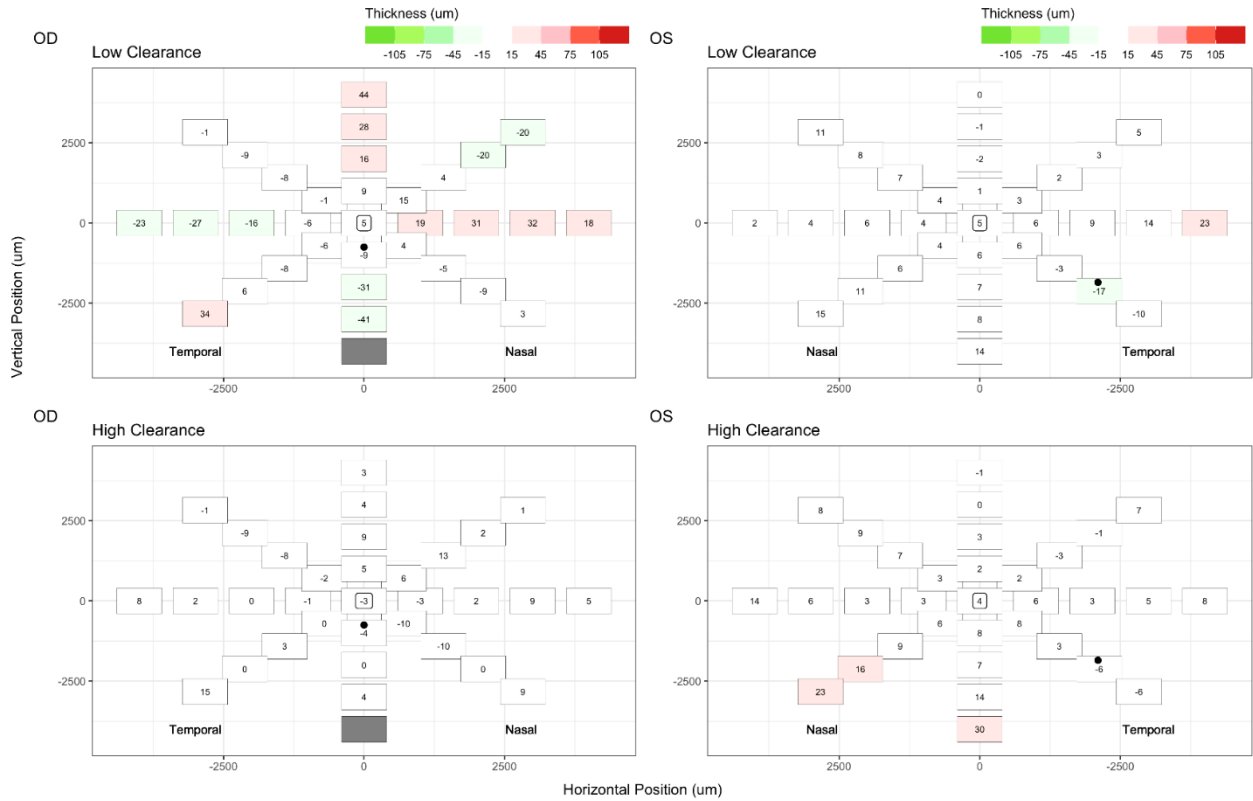 Thickness (um)
-105 -75 -45 -15 15 45 75 105
OD
Low Clearance
44
-1 28 -20
-9 16 -20
-8 4
9
-1 15
-23 -27 -16 -6 5 19 31 32 18
-6 4
-9
-8 -5
6 -31 -9
34 -41 3
Temporal Nasal
2500
0
-2500
-2500 0 2500
Thickness (um)
-105 -75 -45 -15 15 45 75 105
OS
Low Clearance
0
11 -1 5
8 -2 3
7 2
1
4 3
2 4 6 4 5 6 9 14 23
4 6
6
6 -3
11 7 -17
15 8 -10
14
Nasal Temporal
2500
0
-2500
2500 0 -2500
OD
High Clearance
3
-1 4 1
-9 9 2
-8 13
5
-2 6
8 2 0 -1 -3 -3 2 9 5
0 -10
-4
3 -10
0 0 0
15 4 9
Temporal Nasal
2500
0
-2500
-2500 0 2500
OS
High Clearance
-1
8 0 7
9 3 -1
7 -3
2
3 2
14 6 3 3 4 6 3 5 8
6 8
8
9 3
16 7 -6
23 14 -6
30
Nasal Temporal
2500
0
-2500
2500 0 -2500
Vertical Position (um)
Horizontal Position (um)